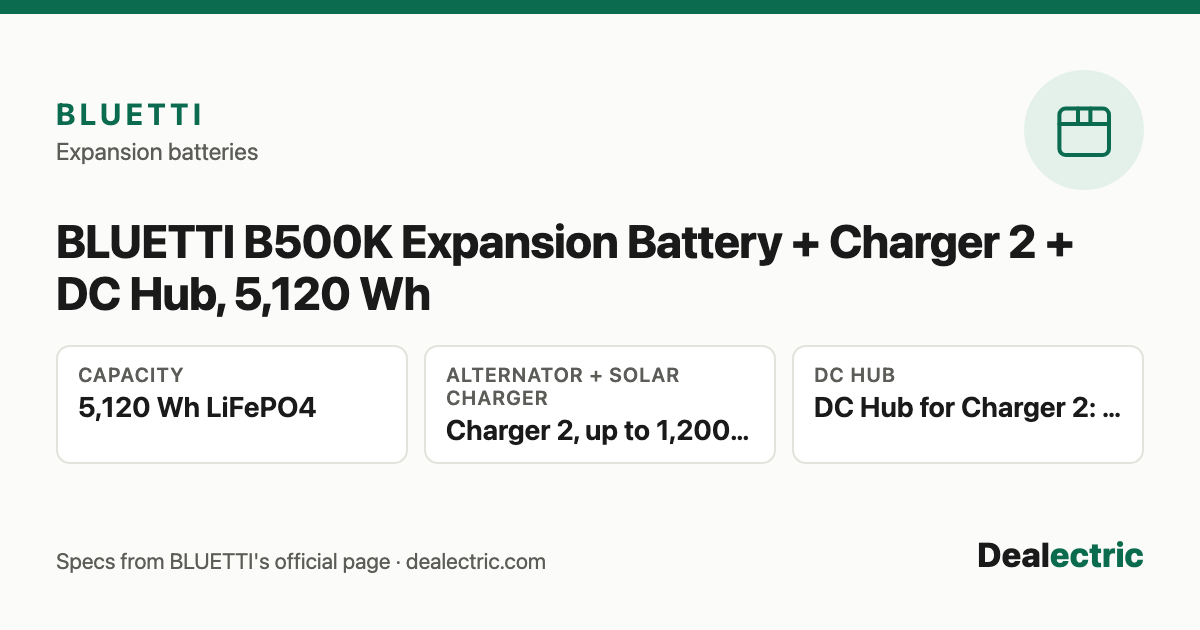 BLUETTI
Expansion batteries
BLUETTI B500K Expansion Battery + Charger 2 +
DC Hub, 5,120 Wh
CAPACITY
5,120 Wh LiFePO4
ALTERNATOR + SOLAR
CHARGER
Charger 2, up to 1,200...
DC HUB
DC Hub for Charger 2: ...
Specs from BLUETTI's official page · dealectric.com
Dealectric